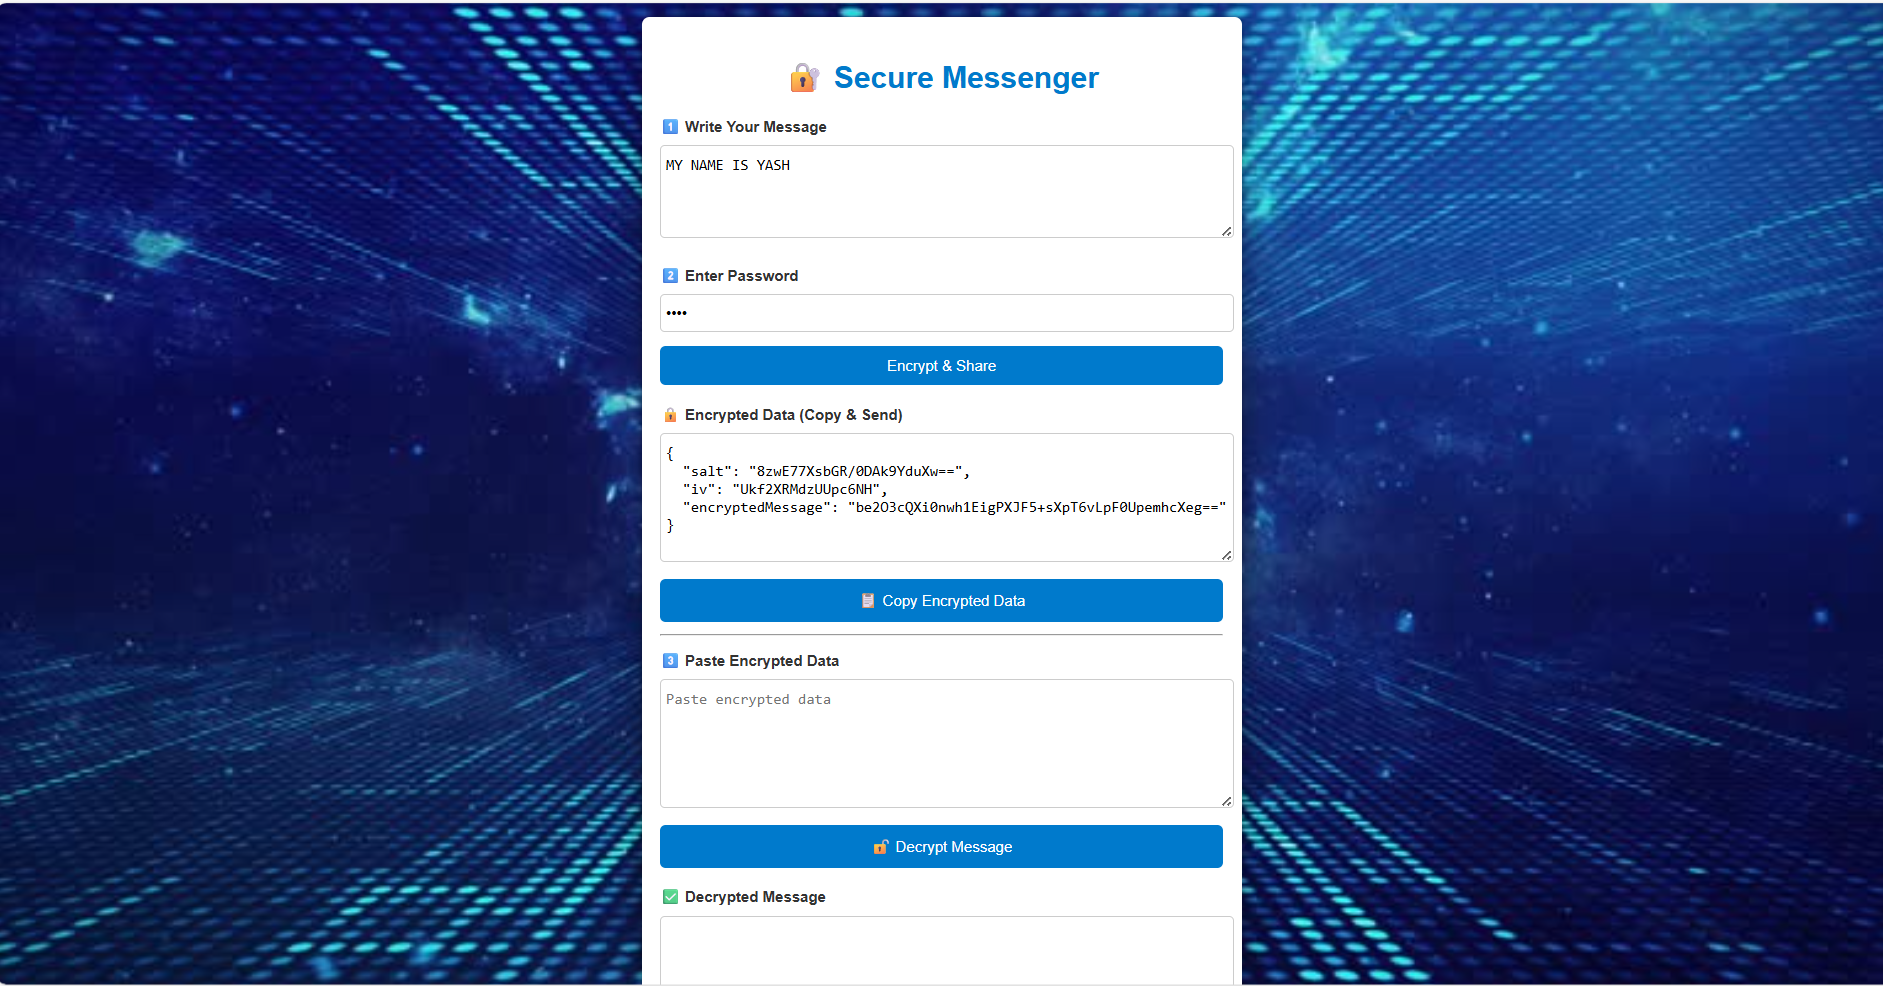 🔐 Secure Messenger
1️⃣ Write Your Message
MY NAME IS YASH
2️⃣ Enter Password
••••
Encrypt & Share
🔒 Encrypted Data (Copy & Send)
{
"salt": "8zwE77XsbGR/0DAk9YduXw==",
"iv": "Ukf2XRMdzUUpc6NH",
"encryptedMessage": "be2O3cQXi0nwh1EigPXJF5+sXpT6vLpF0UpemhcXeg=="
}
📋 Copy Encrypted Data
3️⃣ Paste Encrypted Data
Paste encrypted data
🔓 Decrypt Message
✅ Decrypted Message